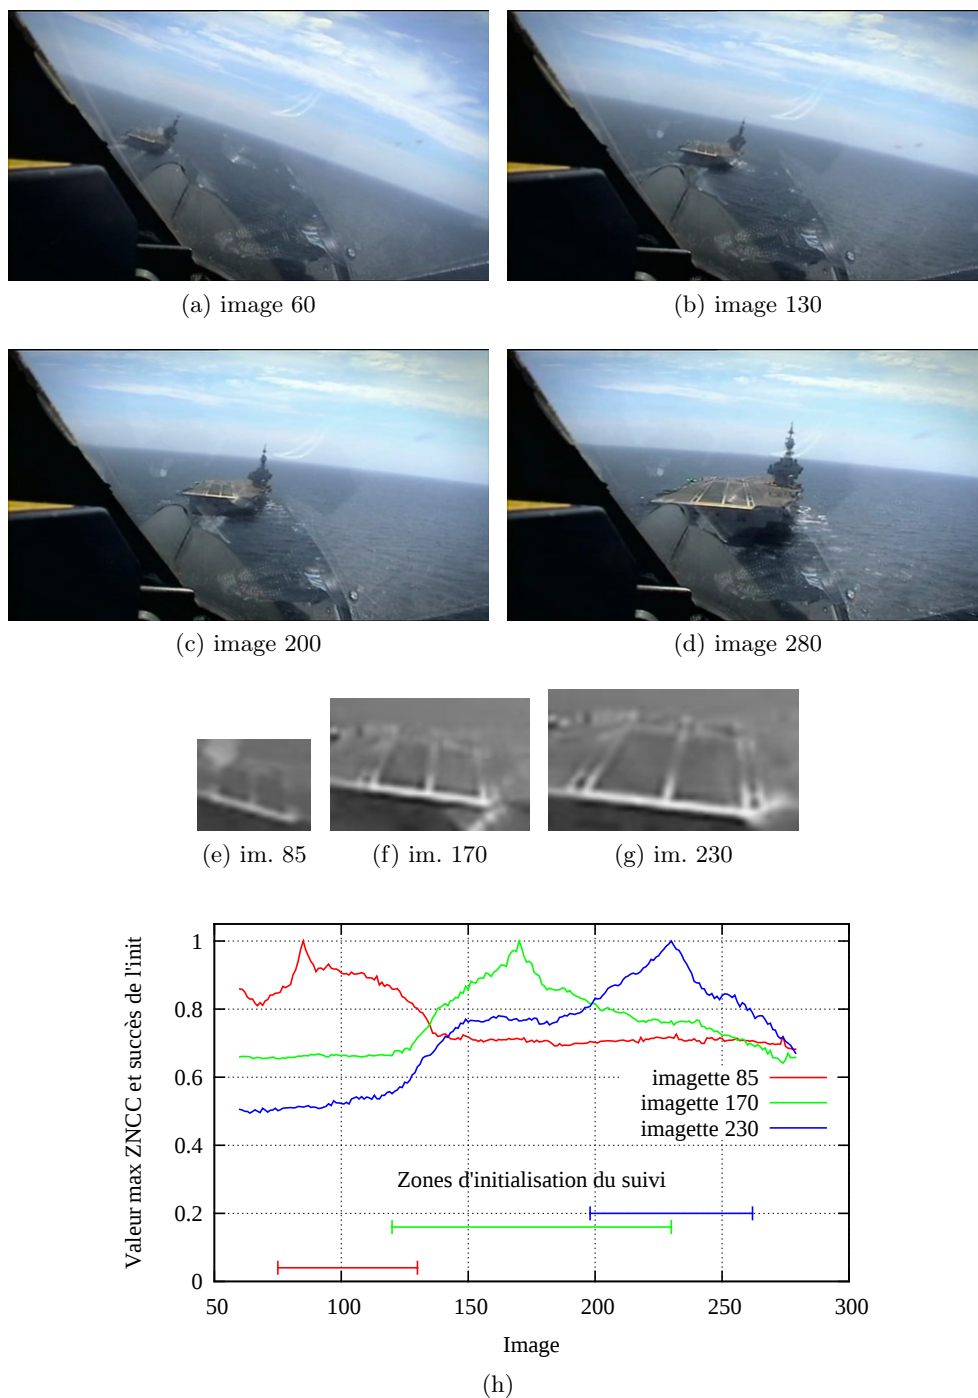 (a) image 60
(b) image 130
(c) image 200
(d) image 280
(e) im. 85
(f) im. 170
(g) im. 230
Valeur max ZNCC et succès de l'init
1
0.8
0.6
0.4
0.2
0
imagette 85
imagette 170
imagette 230
Zones d'initialisation du suivi
50 100 150 200 250 300
Image
(h)